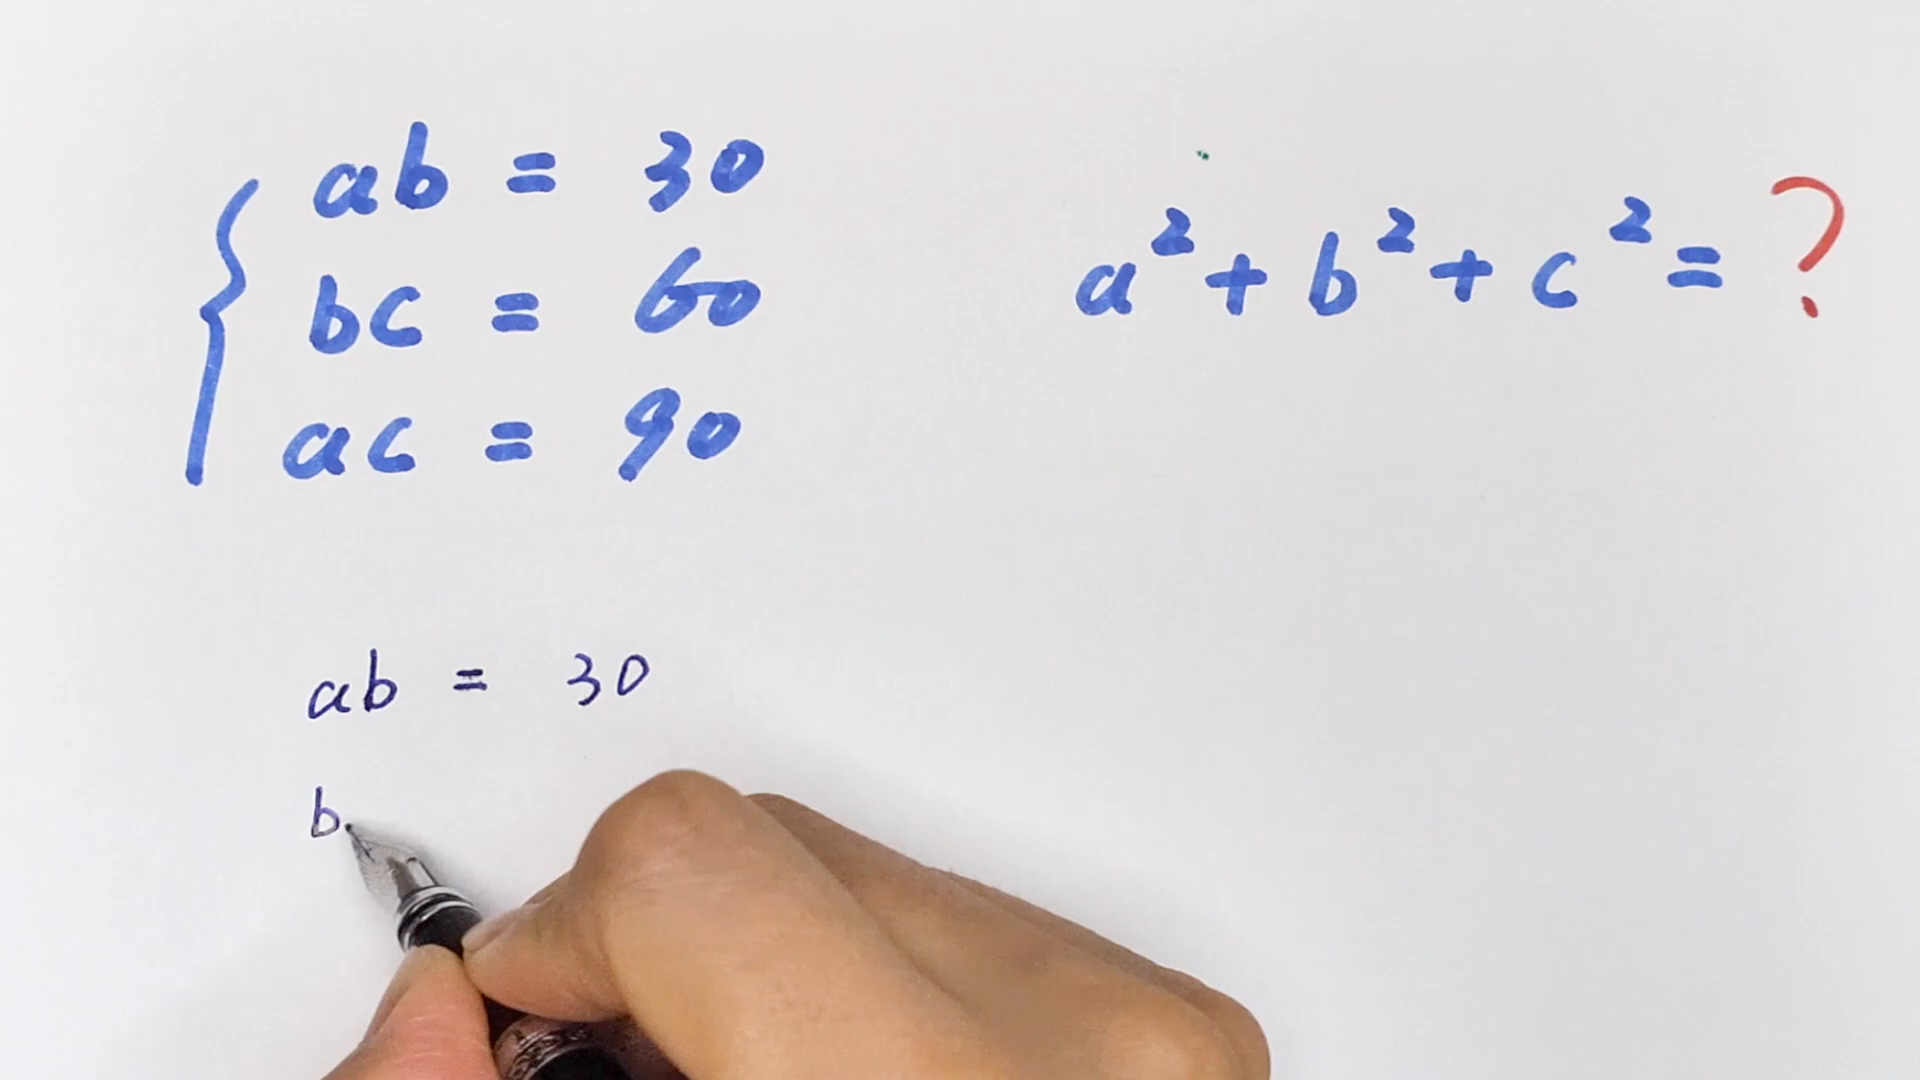 ab = 30
bc = 60
ac = 90
a² + b² + c² = ?
ab = 30
b